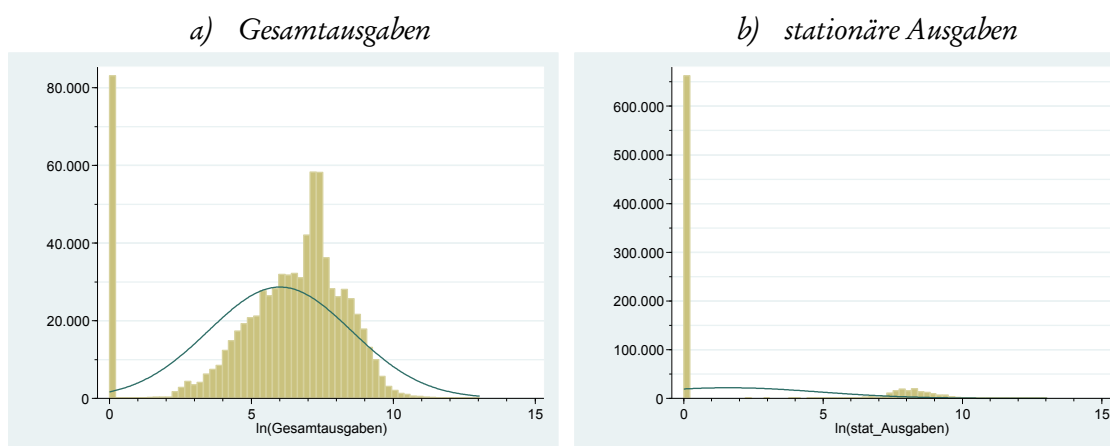 a) Gesamtausgaben
80.000
60.000
40.000
20.000
0
0 5 10 15
ln(Gesamtausgaben)
b) stationäre Ausgaben
600.000
500.000
400.000
300.000
200.000
100.000
0
0 5 10 15
ln(stat_Ausgaben)